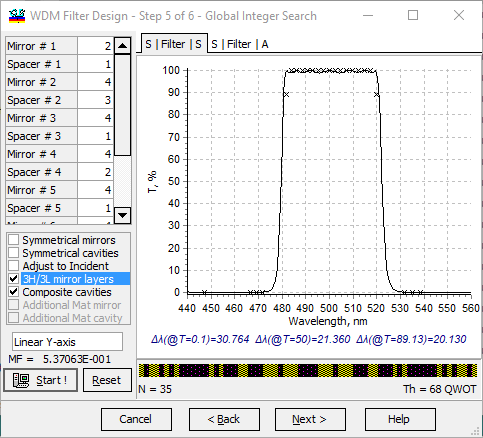 WDM Filter Design - Step 5 of 6 - Global Integer Search
Mirror # 1 2
Spacer # 1 1
Mirror # 2 4
Spacer # 2 3
Mirror # 3 4
Spacer # 3 1
Mirror # 4 4
Spacer # 4 2
Mirror # 5 4
Spacer # 5 1
Symmetrical mirrors
Symmetrical cavities
Adjust to Incident
3H/3L mirror layers
Composite cavities
Additional Mat mirror
Additional Mat cavity
Linear Y-axis
MF = 5.37063E-001
Start !
Reset
S | Filter | S
S | Filter | A
T, %
100
90
80
70
60
50
40
30
20
10
0
440 450 460 470 480 490 500 510 520 530 540 550 560
Wavelength, nm
Δλ(@T=0.1)=30.764 Δλ(@T=50)=21.360 Δλ(@T=89.13)=20.130
N = 35
Th = 68 QWOT
Cancel
< Back
Next >
Help